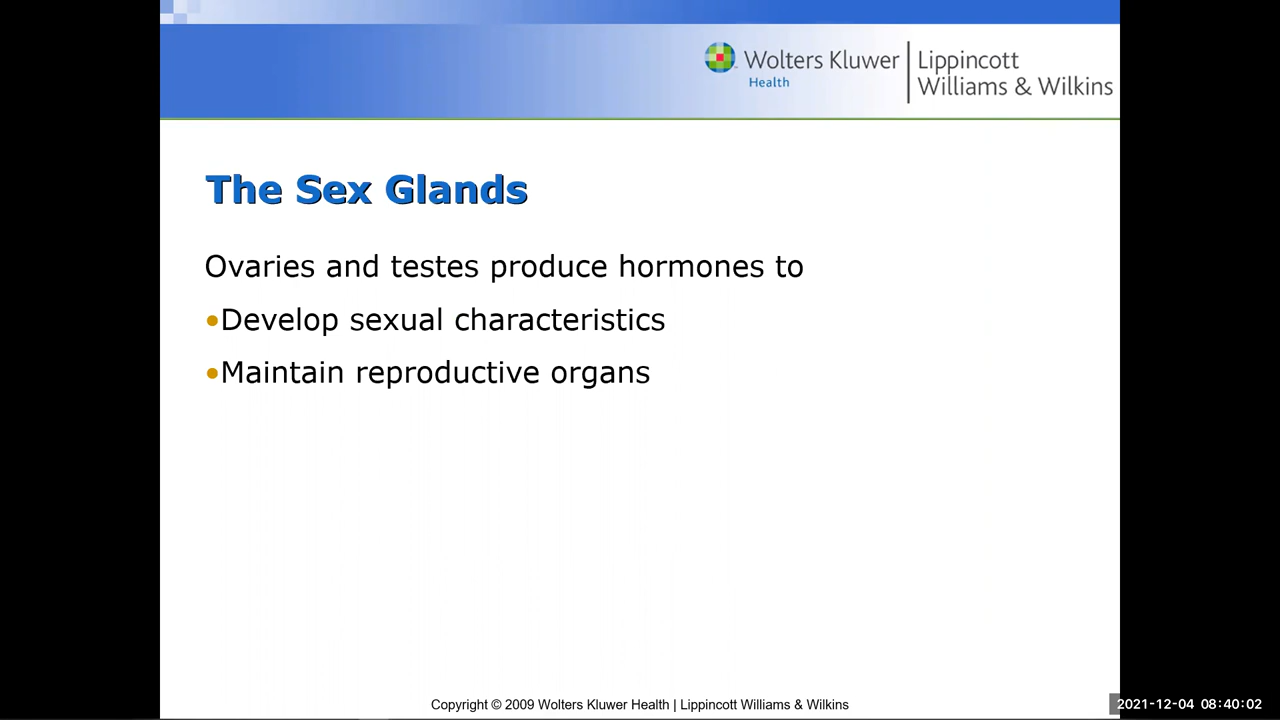 Wolters Kluwer
Health
Lippincott
Williams & Wilkins
The Sex Glands
Ovaries and testes produce hormones to
•Develop sexual characteristics
•Maintain reproductive organs
Copyright © 2009 Wolters Kluwer Health | Lippincott Williams & Wilkins
2021-12-04 08:40:02